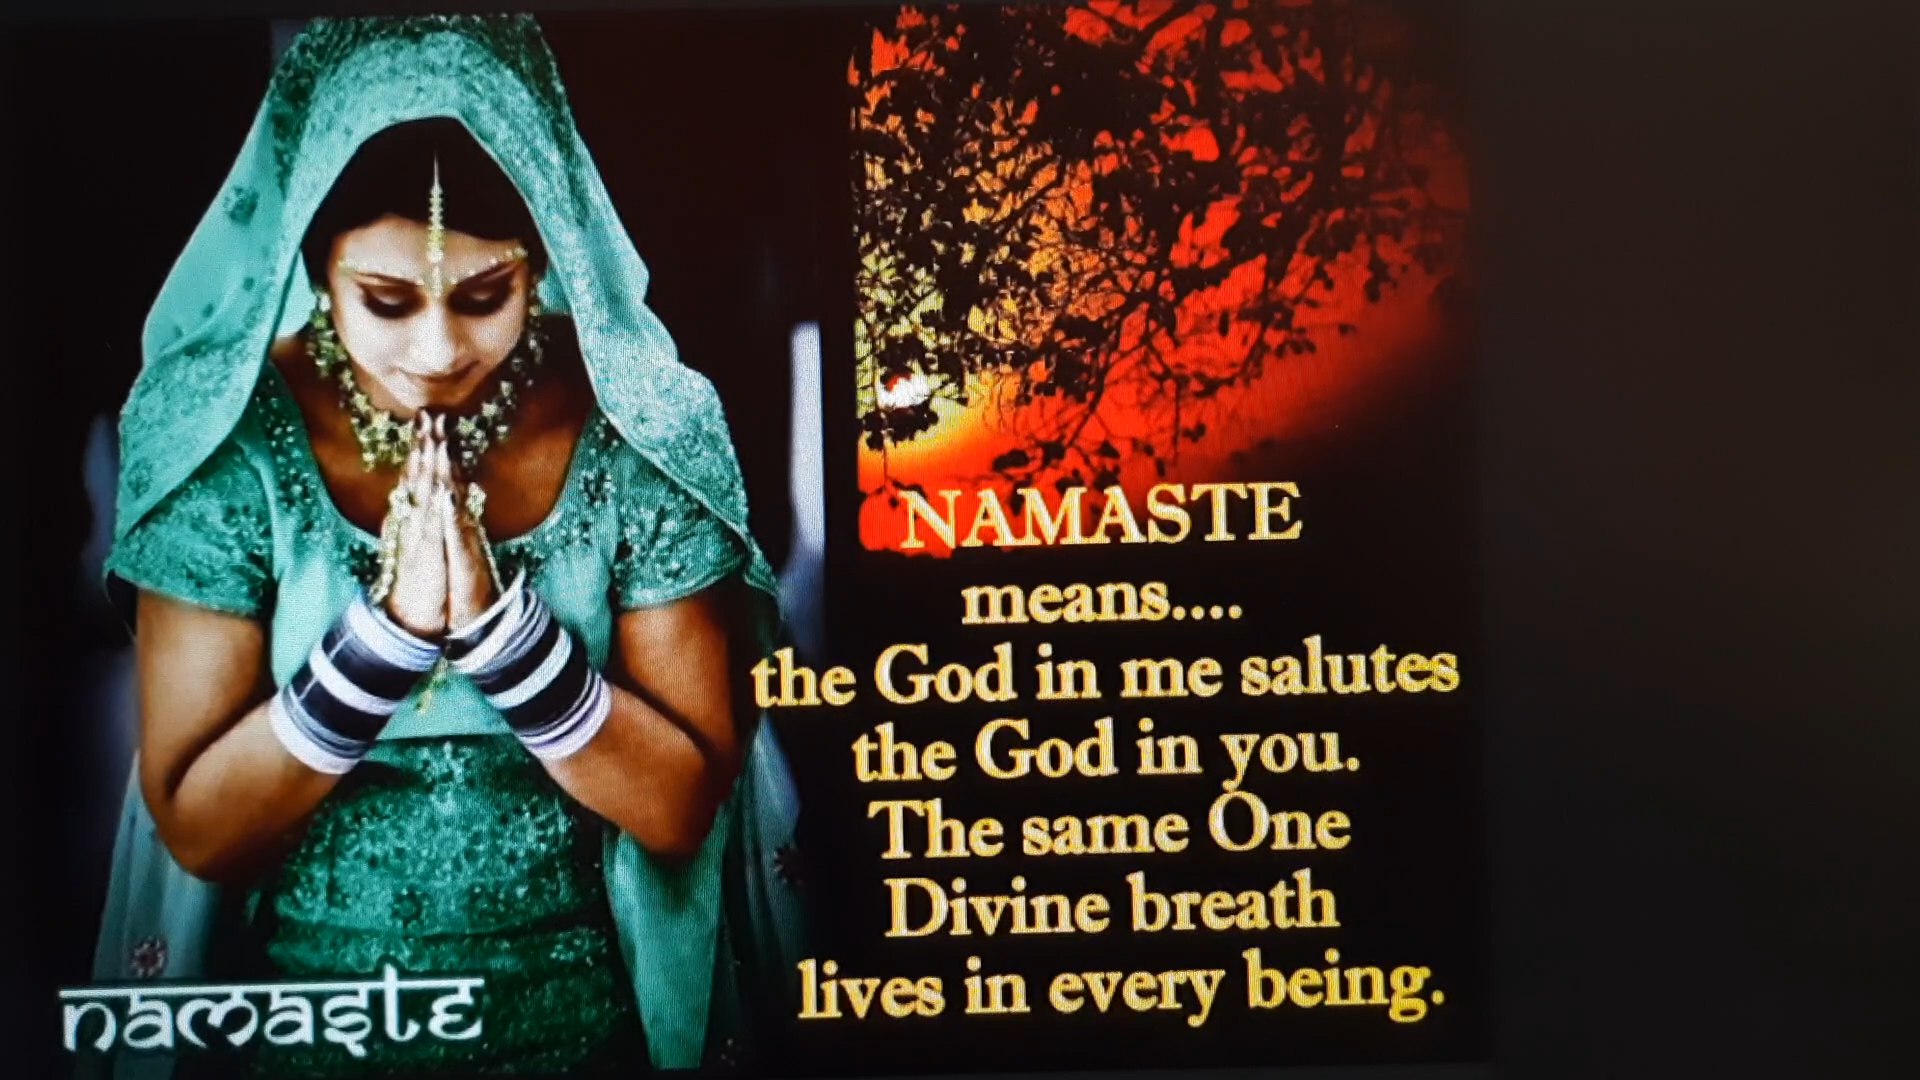 NAMASTE
means....
the God in me salutes
the God in you.
The same One
Divine breath
lives in every being.
namaste